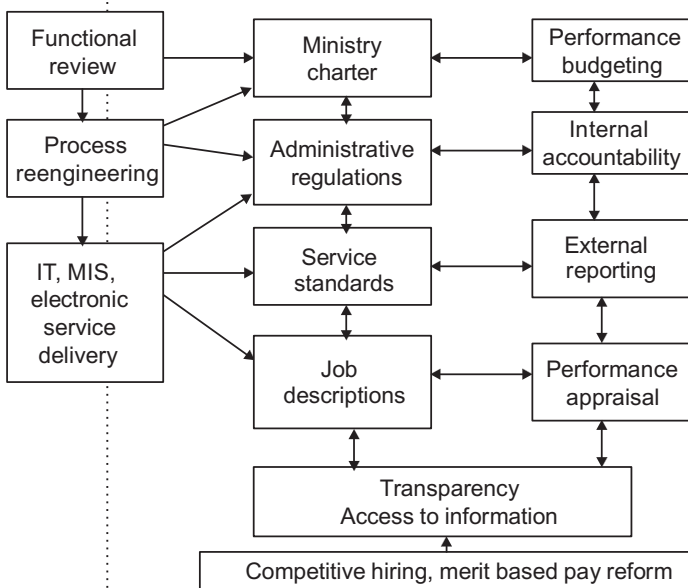 Functional
review
Ministry
charter
Performance
budgeting
Process
reengineering
Administrative
regulations
Internal
accountability
IT, MIS,
electronic
service
delivery
Service
standards
External
reporting
Job
descriptions
Performance
appraisal
Transparency
Access to information
Competitive hiring, merit based pay reform